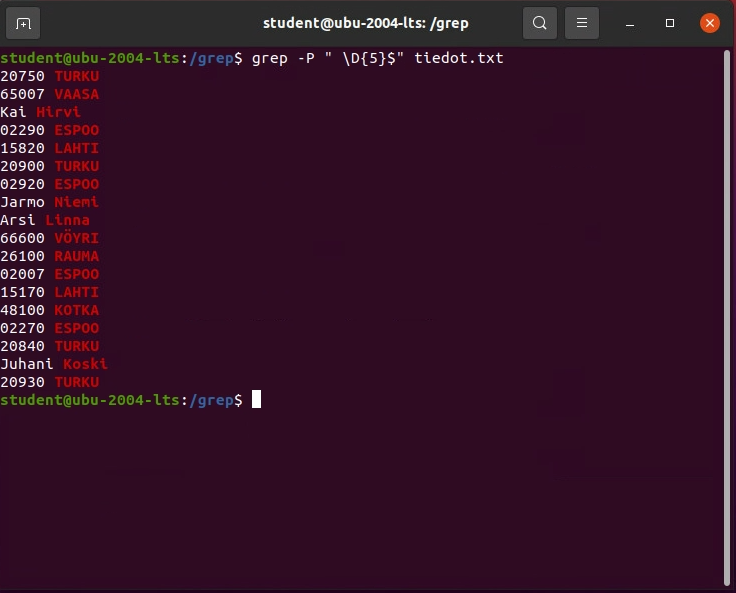 student@ubu-2004-lts: /grep
student@ubu-2004-lts:/grep$ grep -P " \D{5}$" tiedot.txt
20750 TURKU
65007 VAASA
Kai Hirvi
02290 ESPOO
15820 LAHTI
20900 TURKU
02920 ESPOO
Jarmo Niemi
Arsi Linna
66600 VÖYRI
26100 RAUMA
02007 ESPOO
15170 LAHTI
48100 KOTKA
02270 ESPOO
20840 TURKU
Juhani Koski
20930 TURKU
student@ubu-2004-lts:/grep$